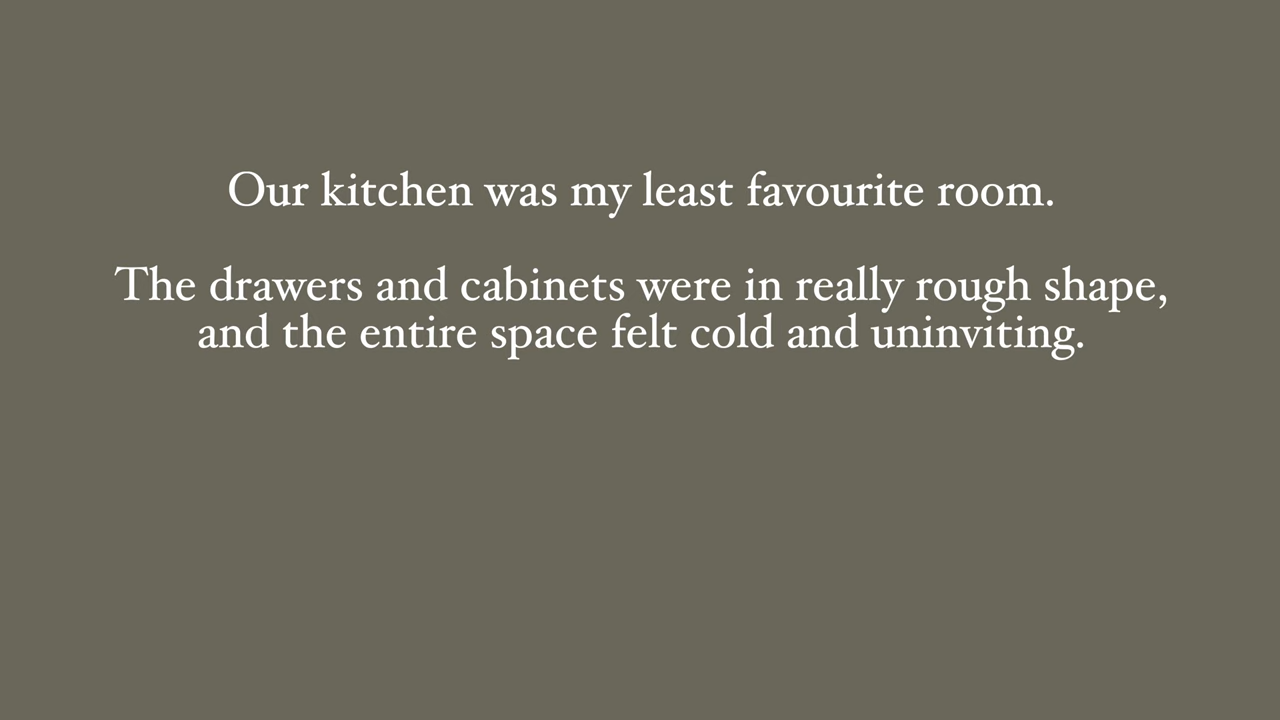 Our kitchen was my least favourite room.
The drawers and cabinets were in really rough shape,
and the entire space felt cold and uninviting.